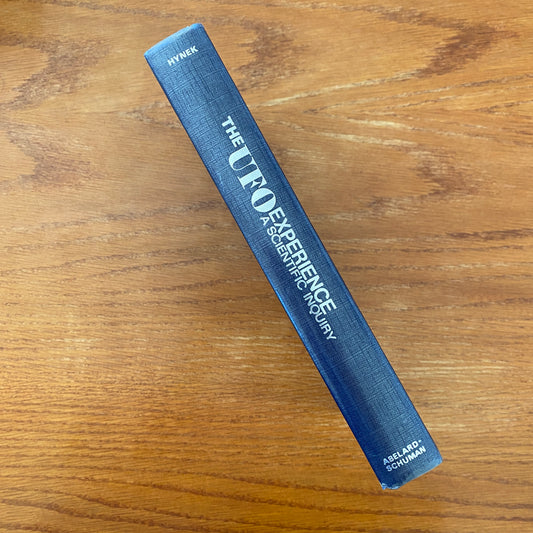 HYNEK
THE UFO EXPERIENCE
A SCIENTIFIC INQUIRY
ABELARD-
SCHUMAN